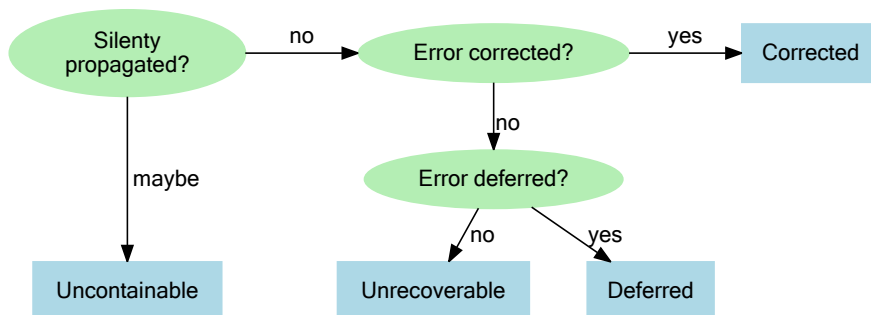 Silenty
propagated?
no
Error corrected?
yes
Corrected
no
maybe
Error deferred?
no
yes
Uncontainable
Unrecoverable
Deferred